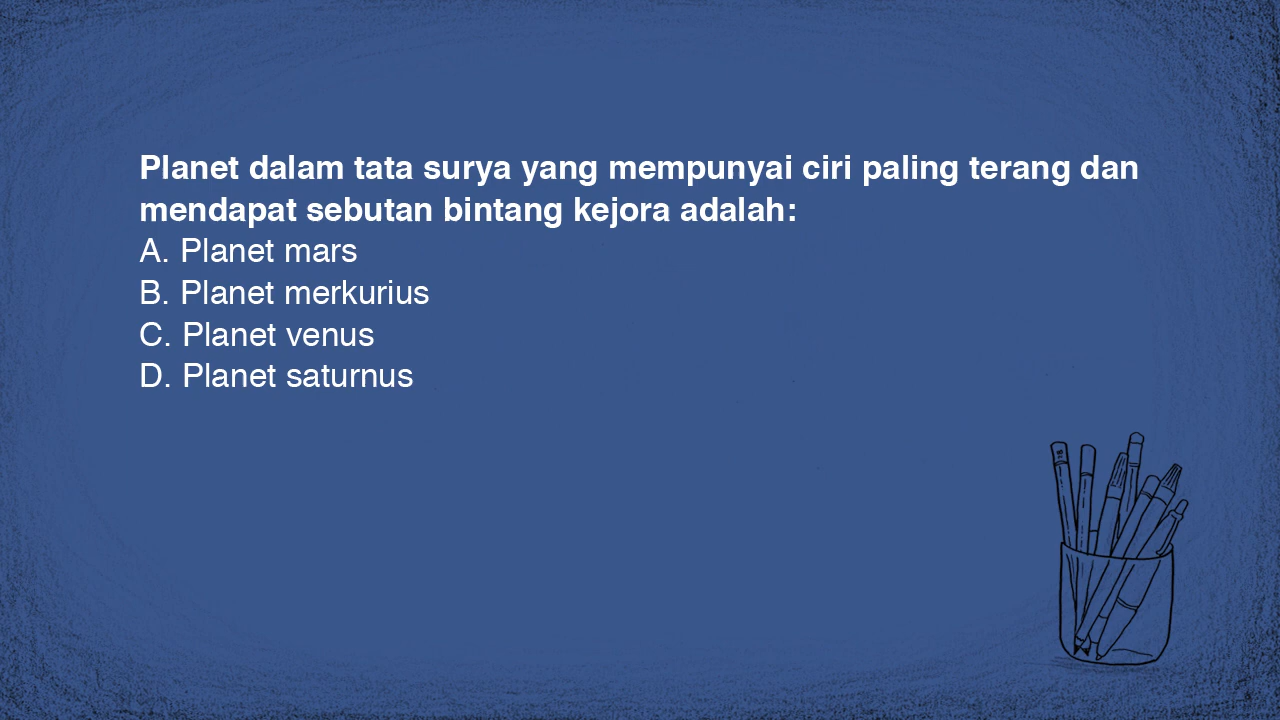 Planet dalam tata surya yang mempunyai ciri paling terang dan
mendapat sebutan bintang kejora adalah:
A. Planet mars
B. Planet merkurius
C. Planet venus
D. Planet saturnus